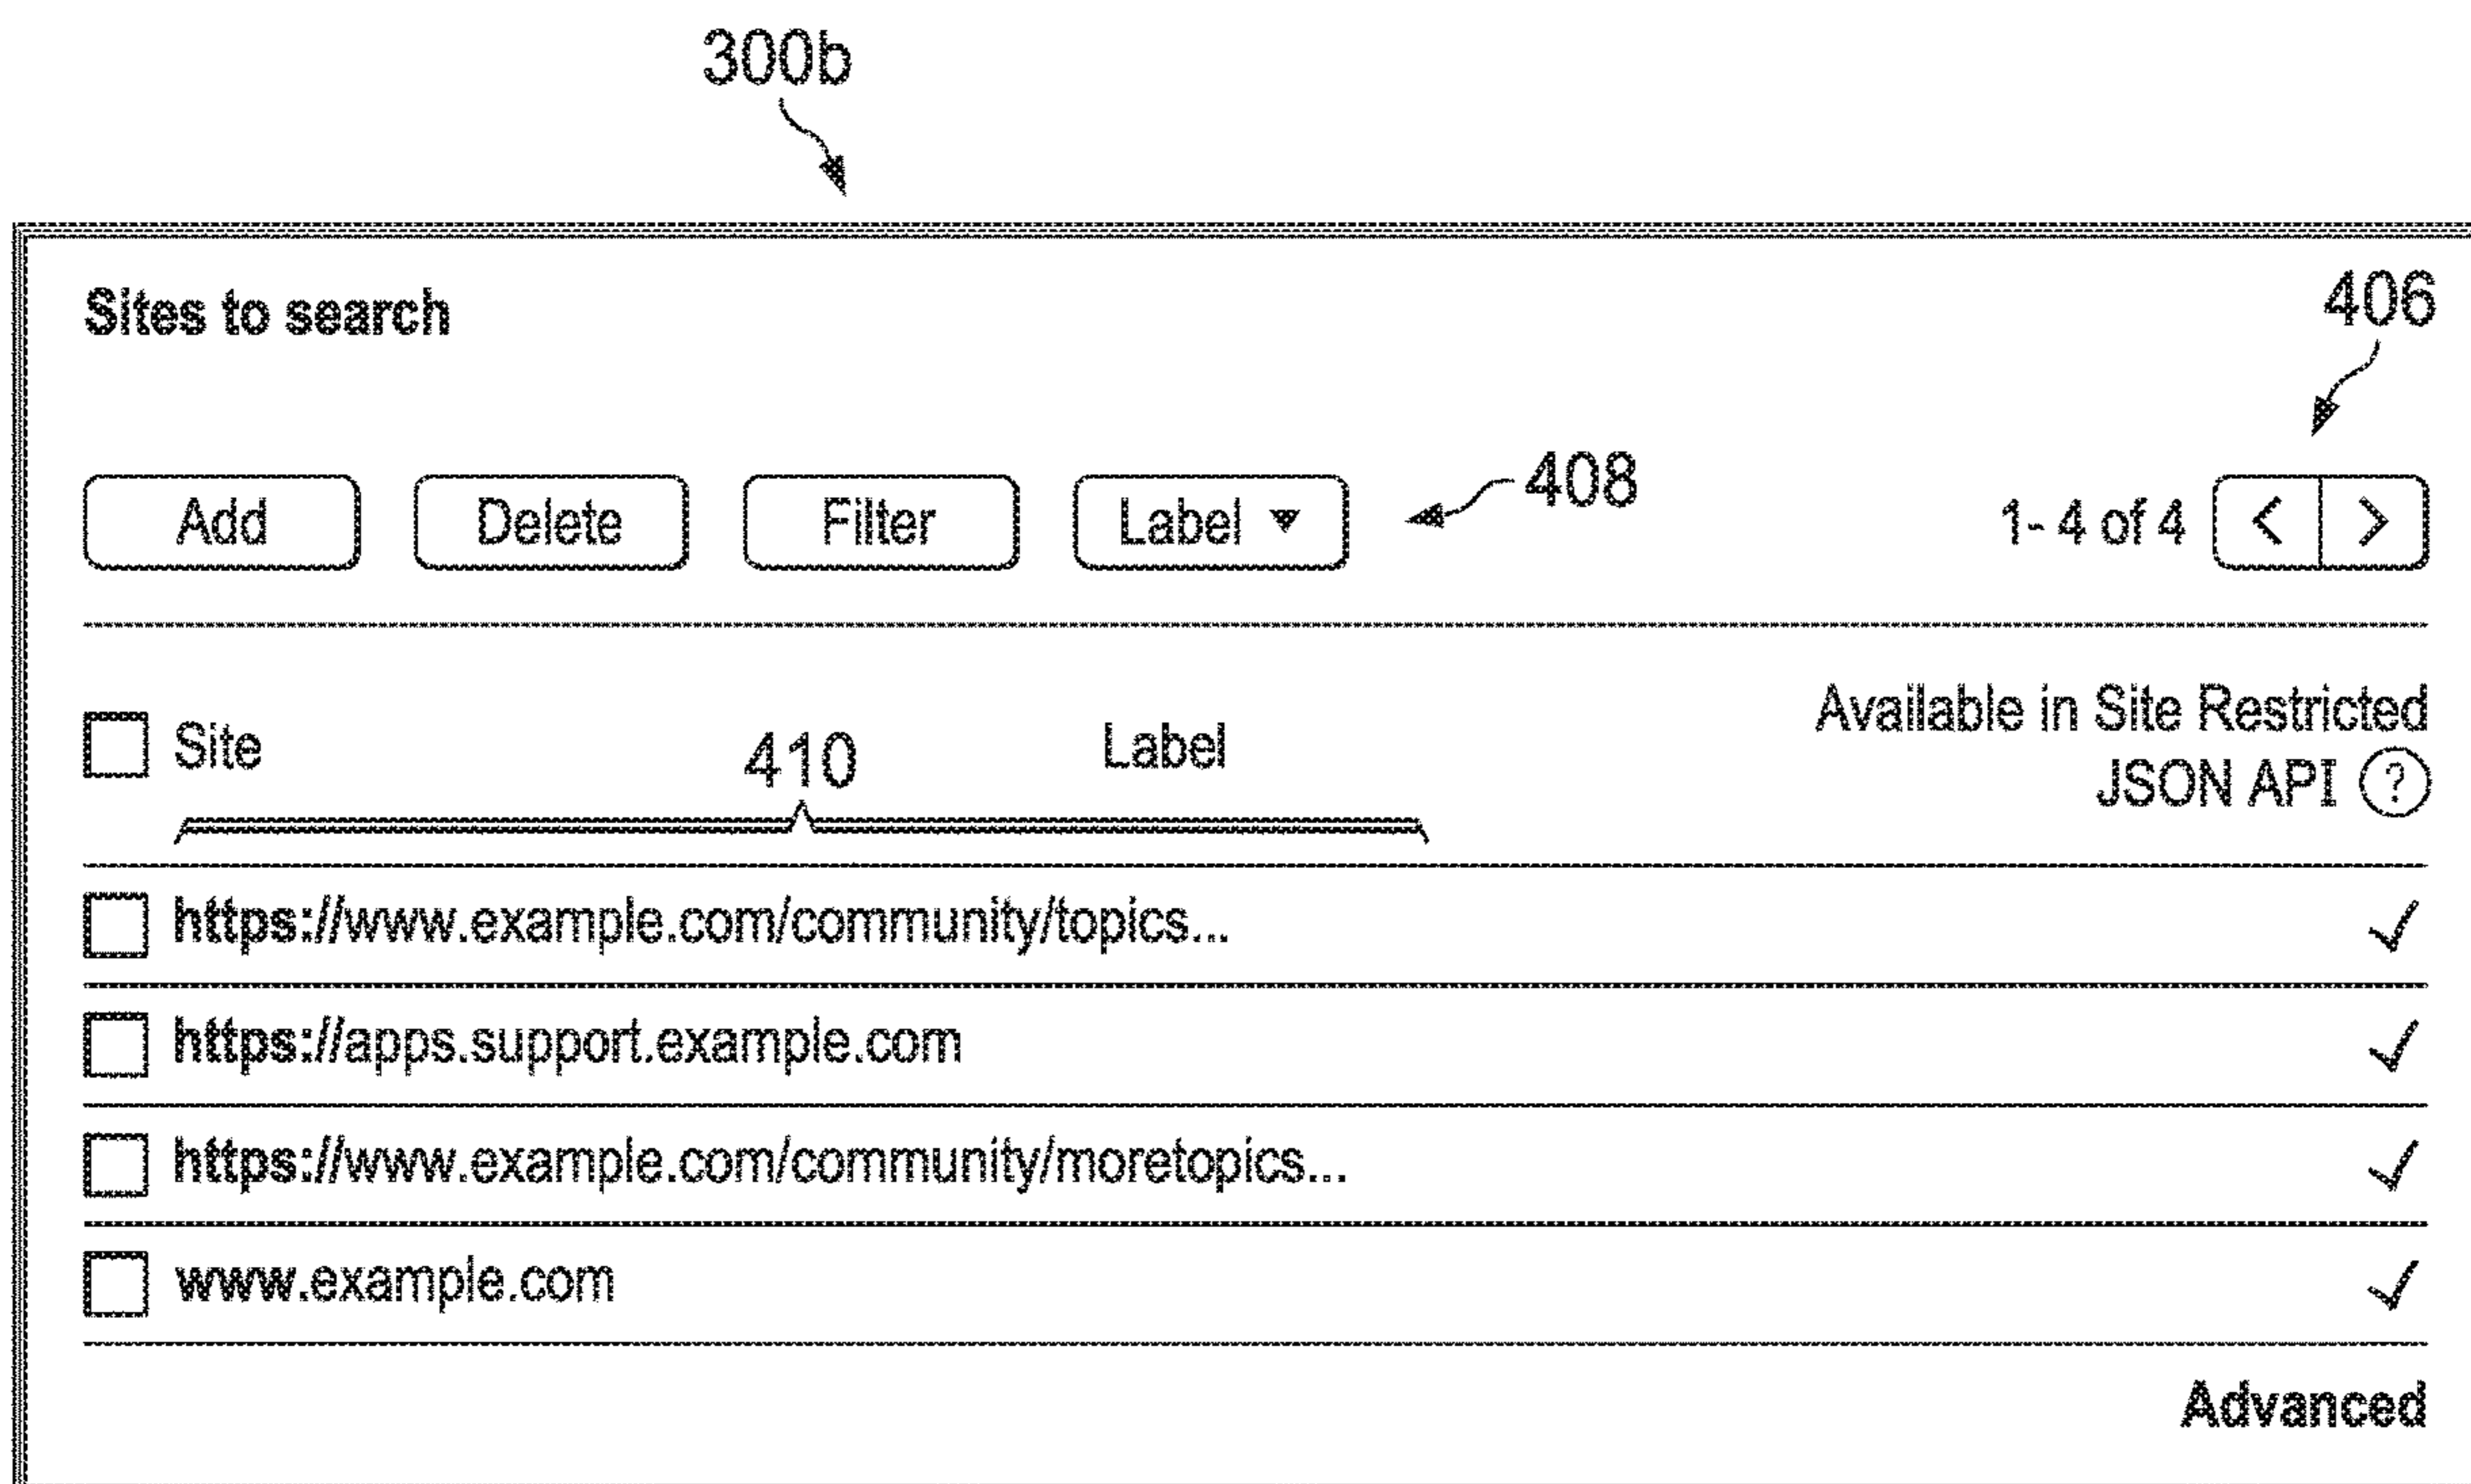 300b
Sites to search
406
Add Delete Filter Label ▼ 408 1-4 of 4 < >
Available in Site Restricted
Site 410 Label
JSON API ?
https://www.example.com/community/topics... ✓
https://apps.support.example.com ✓
https://www.example.com/community/moretopics... ✓
www.example.com ✓
Advanced